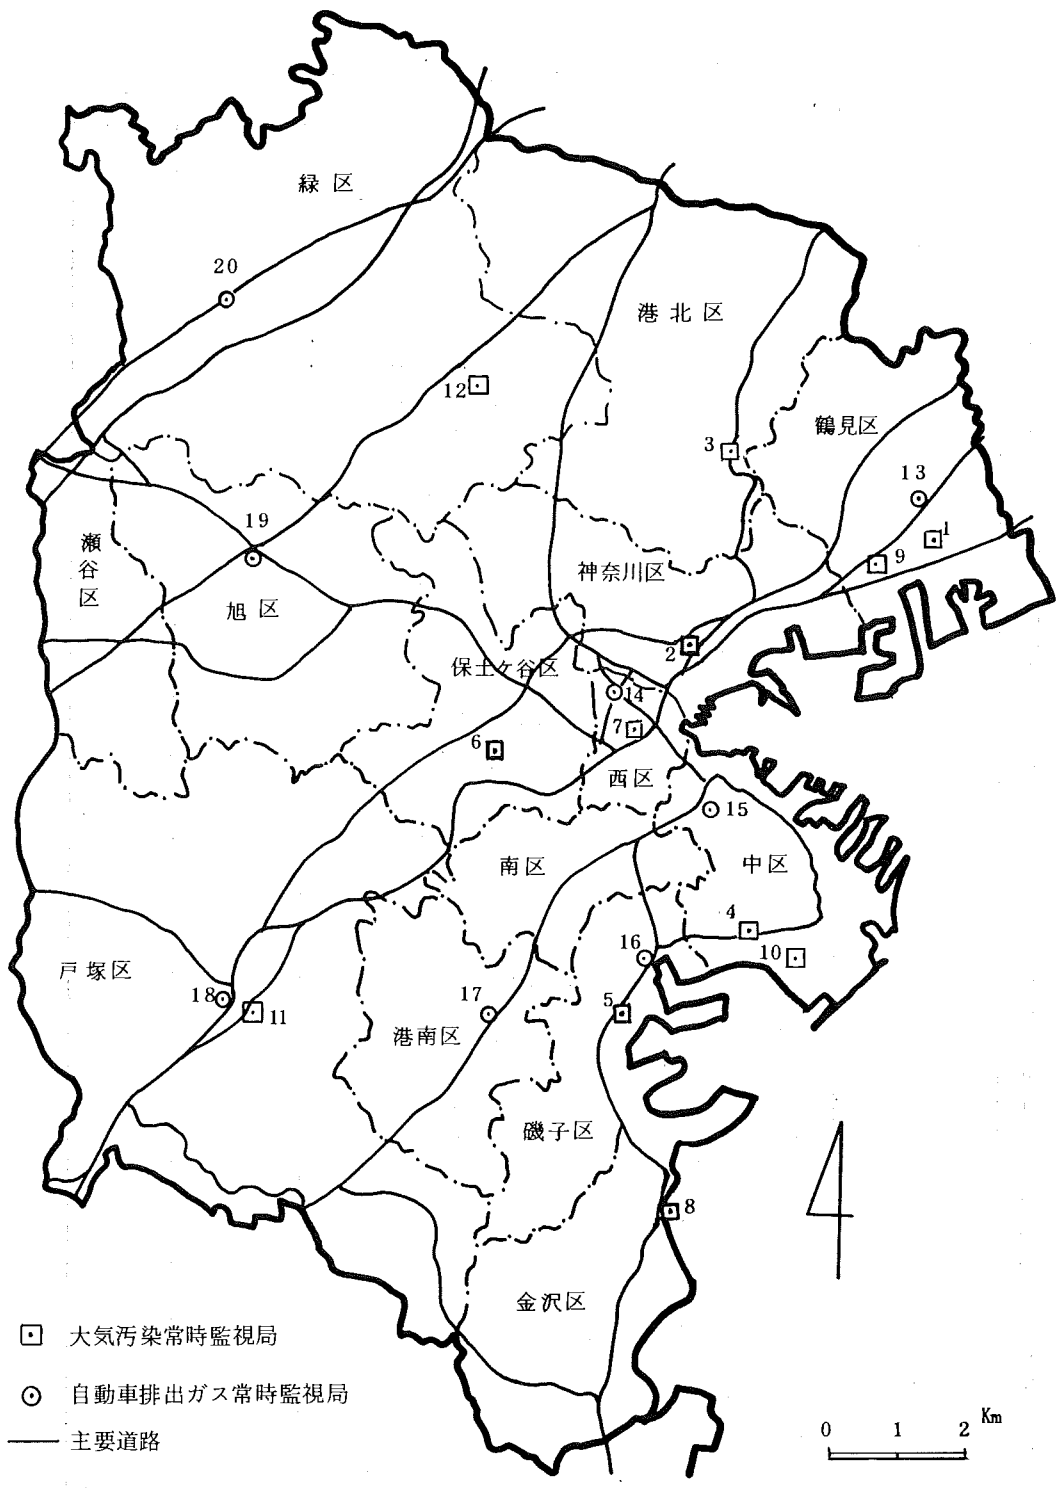 緑区
20
港北区
12
3
鶴見区
13
1
9
19
瀬谷区
旭区
神奈川区
2
保土ヶ谷区
14
7
6
西区
15
南区
中区
4
10
16
戸塚区
18
11
17
5
港南区
磯子区
8
金沢区
大気汚染常時監視局
自動車排出ガス常時監視局
主要道路
0 1 2 Km